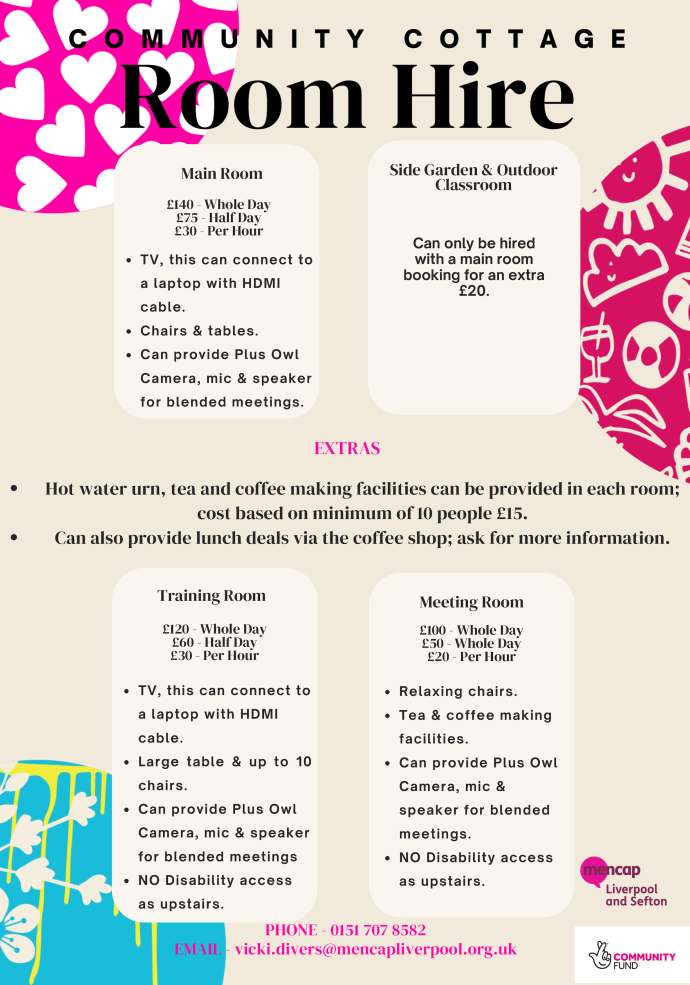 COMMUNITY COTTAGE
Room Hire
Main Room
£140 - Whole Day
£75 - Half Day
£30 - Per Hour
• TV, this can connect to
a laptop with HDMI
cable.
• Chairs & tables.
• Can provide Plus Owl
Camera, mic & speaker
for blended meetings.
Side Garden & Outdoor
Classroom
Can only be hired
with a main room
booking for an extra
£20.
EXTRAS
• Hot water urn, tea and coffee making facilities can be provided in each room;
cost based on minimum of 10 people £15.
• Can also provide lunch deals via the coffee shop; ask for more information.
Training Room
£120 - Whole Day
£60 - Half Day
£30 - Per Hour
• TV, this can connect to
a laptop with HDMI
cable.
• Large table & up to 10
chairs.
• Can provide Plus Owl
Camera, mic & speaker
for blended meetings
• NO Disability access
as upstairs.
Meeting Room
£100 - Whole Day
£50 - Whole Day
£20 - Per Hour
• Relaxing chairs.
• Tea & coffee making
facilities.
• Can provide Plus Owl
Camera, mic &
speaker for blended
meetings.
• NO Disability access
as upstairs.
mencap
Liverpool
and Sefton
PHONE - 0151 707 8582
EMAIL - vicki.divers@mencapliverpool.org.uk
COMMUNITY
FUND